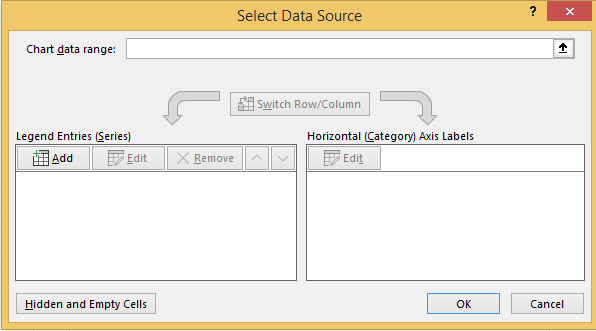 Select Data Source
? ×
Chart data range:
Switch Row/Column
Legend Entries (Series)
Horizontal (Category) Axis Labels
Add Edit Remove
Edit
Hidden and Empty Cells
OK Cancel